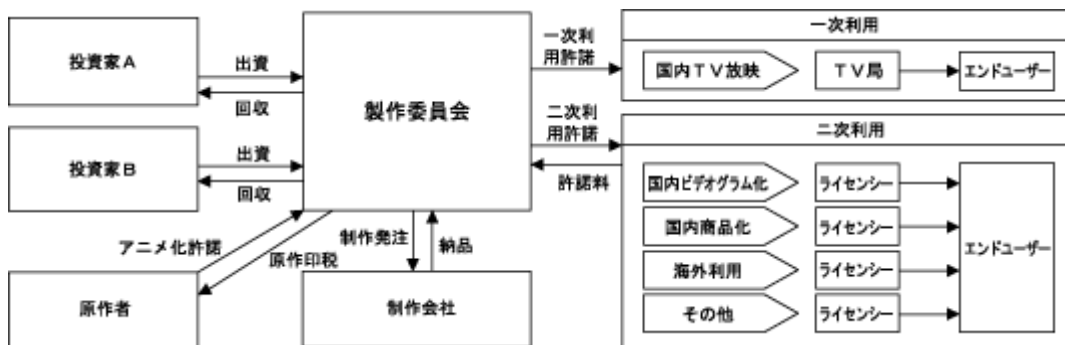 投資家A
出資
回収
投資家B
出資
回収
製作委員会
アニメ化許諾
原作印税
制作発注
納品
原作者
制作会社
一次利
用許諾
二次利
用許諾
許諾料
一次利用
国内TV放映
TV局
エンドユーザー
二次利用
国内ビデオグラム化
ライセンシー
国内商品化
ライセンシー
海外利用
ライセンシー
その他
ライセンシー
エンドユーザー